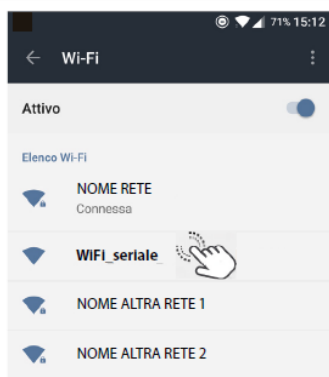 71% 15:12
Wi-Fi
Attivo
Elenco Wi-Fi
NOME RETE
Connessa
WiFi_seriale_
NOME ALTRA RETE 1
NOME ALTRA RETE 2